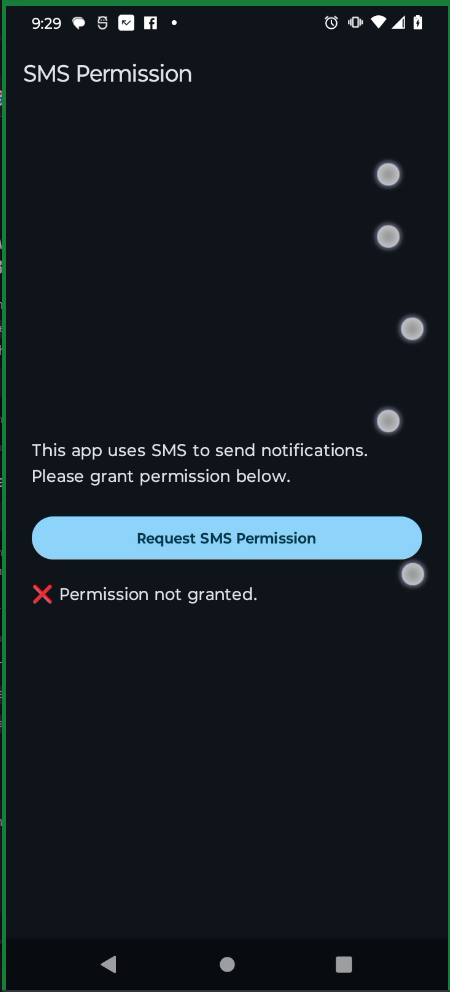 9:29
SMS Permission
This app uses SMS to send notifications.
Please grant permission below.
Request SMS Permission
❌ Permission not granted.